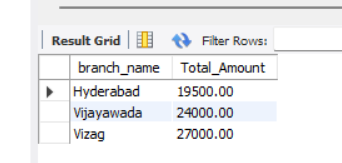 Result Grid Filter Rows:
branch_name Total_Amount
Hyderabad 19500.00
Vijayawada 24000.00
Vizag 27000.00